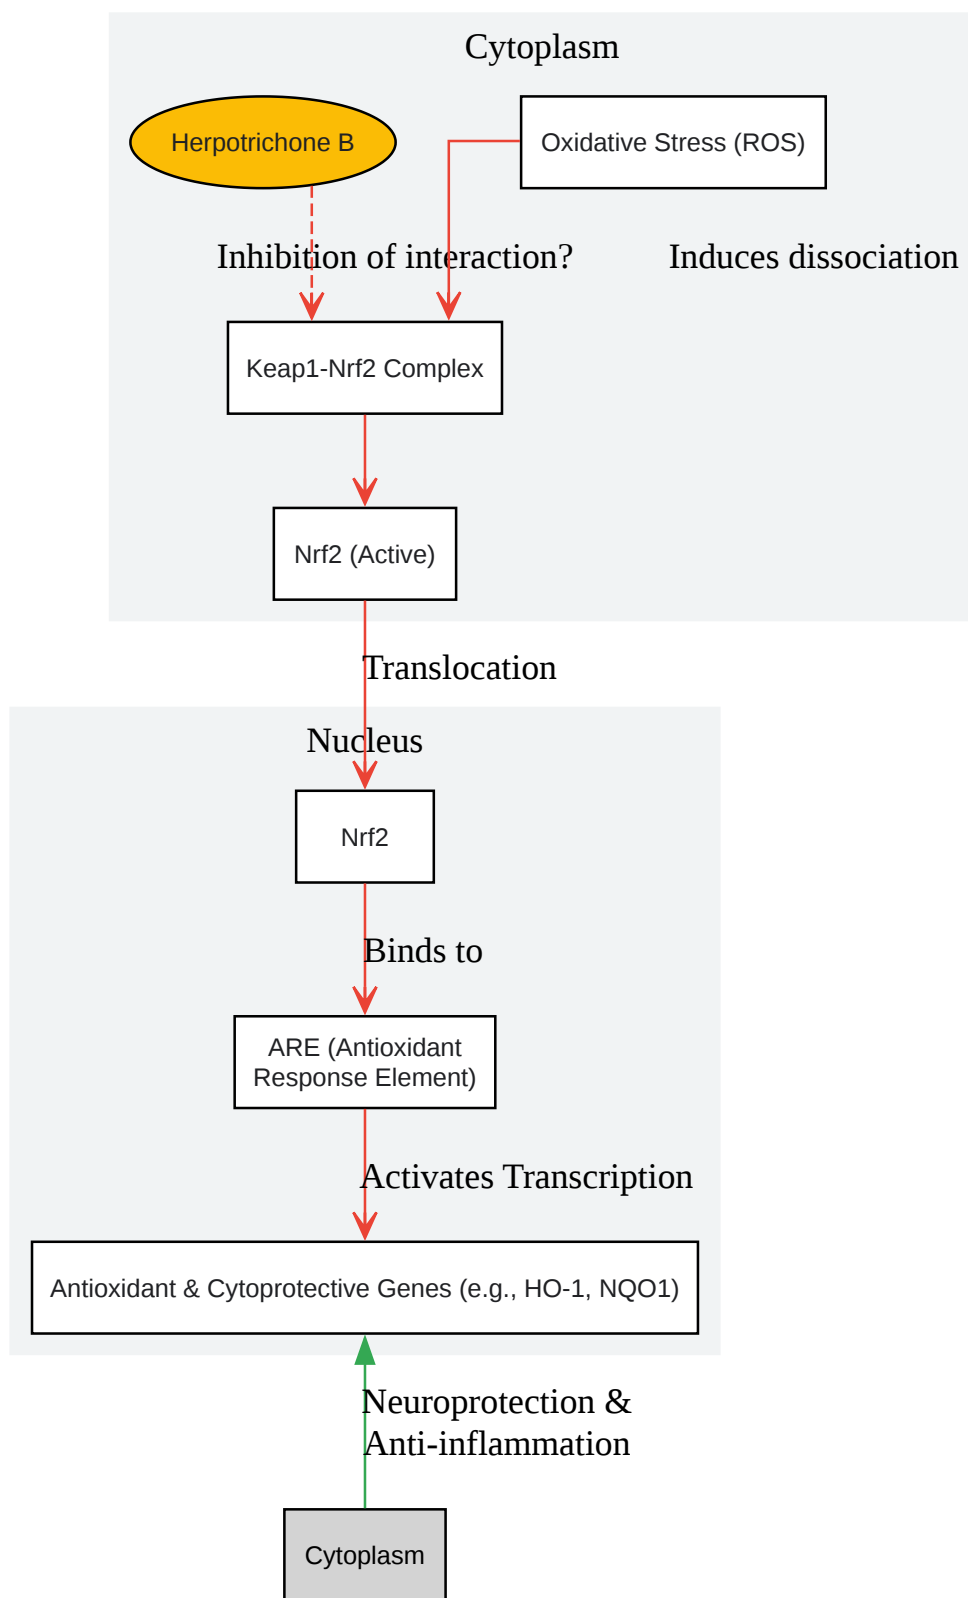 Cytoplasm
Herpotrichone B
Oxidative Stress (ROS)
Inhibition of interaction?
Induces dissociation
Keap1-Nrf2 Complex
Nrf2 (Active)
Translocation
Nucleus
Nrf2
Binds to
ARE (Antioxidant
Response Element)
Activates Transcription
Antioxidant & Cytoprotective Genes (e.g., HO-1, NQO1)
Neuroprotection &
Anti-inflammation
Cytoplasm